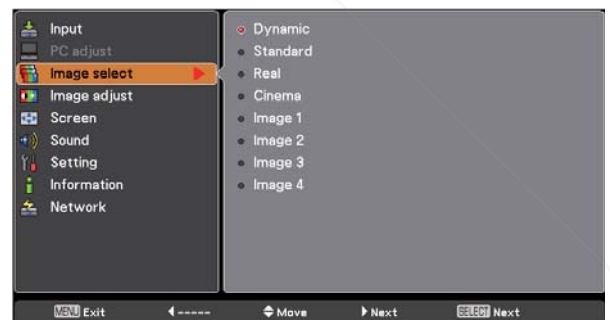 Input
PC adjust
Image select
Image adjust
Screen
Sound
Setting
Information
Network
Dynamic
Standard
Real
Cinema
Image 1
Image 2
Image 3
Image 4
MENU Exit ----- Move Next SELECT Next